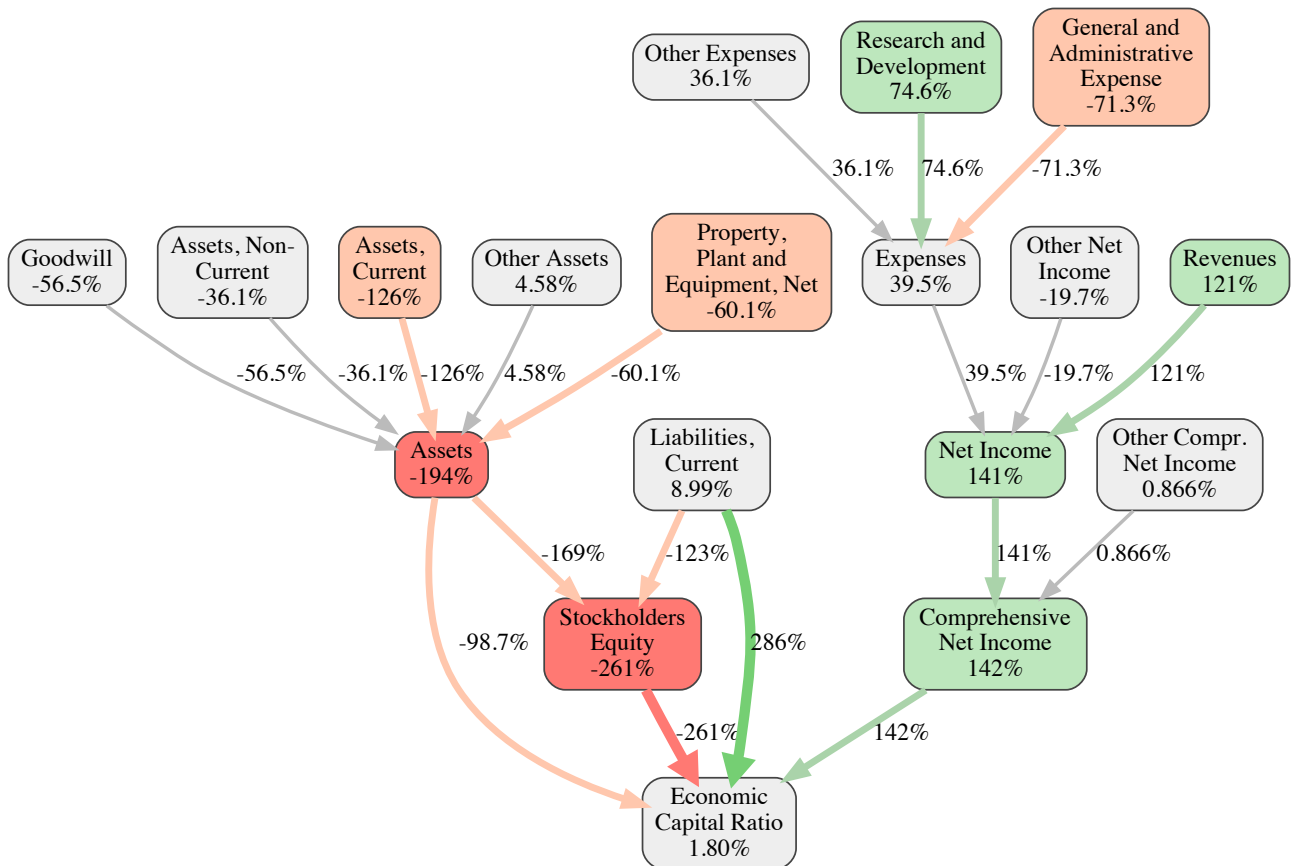 Other Expenses
36.1%
Research and
Development
74.6%
General and
Administrative
Expense
-71.3%
36.1%
74.6%
-71.3%
Goodwill
-56.5%
Assets, Non-
Current
-36.1%
Assets,
Current
-126%
Other Assets
4.58%
Property,
Plant and
Equipment, Net
-60.1%
Expenses
39.5%
Other Net
Income
-19.7%
Revenues
121%
-56.5%
-36.1%
-126%
4.58%
-60.1%
39.5%
-19.7%
121%
Assets
-194%
Liabilities,
Current
8.99%
Net Income
141%
Other Compr.
Net Income
0.866%
-169%
-123%
141%
0.866%
Stockholders
Equity
-261%
Comprehensive
Net Income
142%
-98.7%
286%
-261%
142%
Economic
Capital Ratio
1.80%